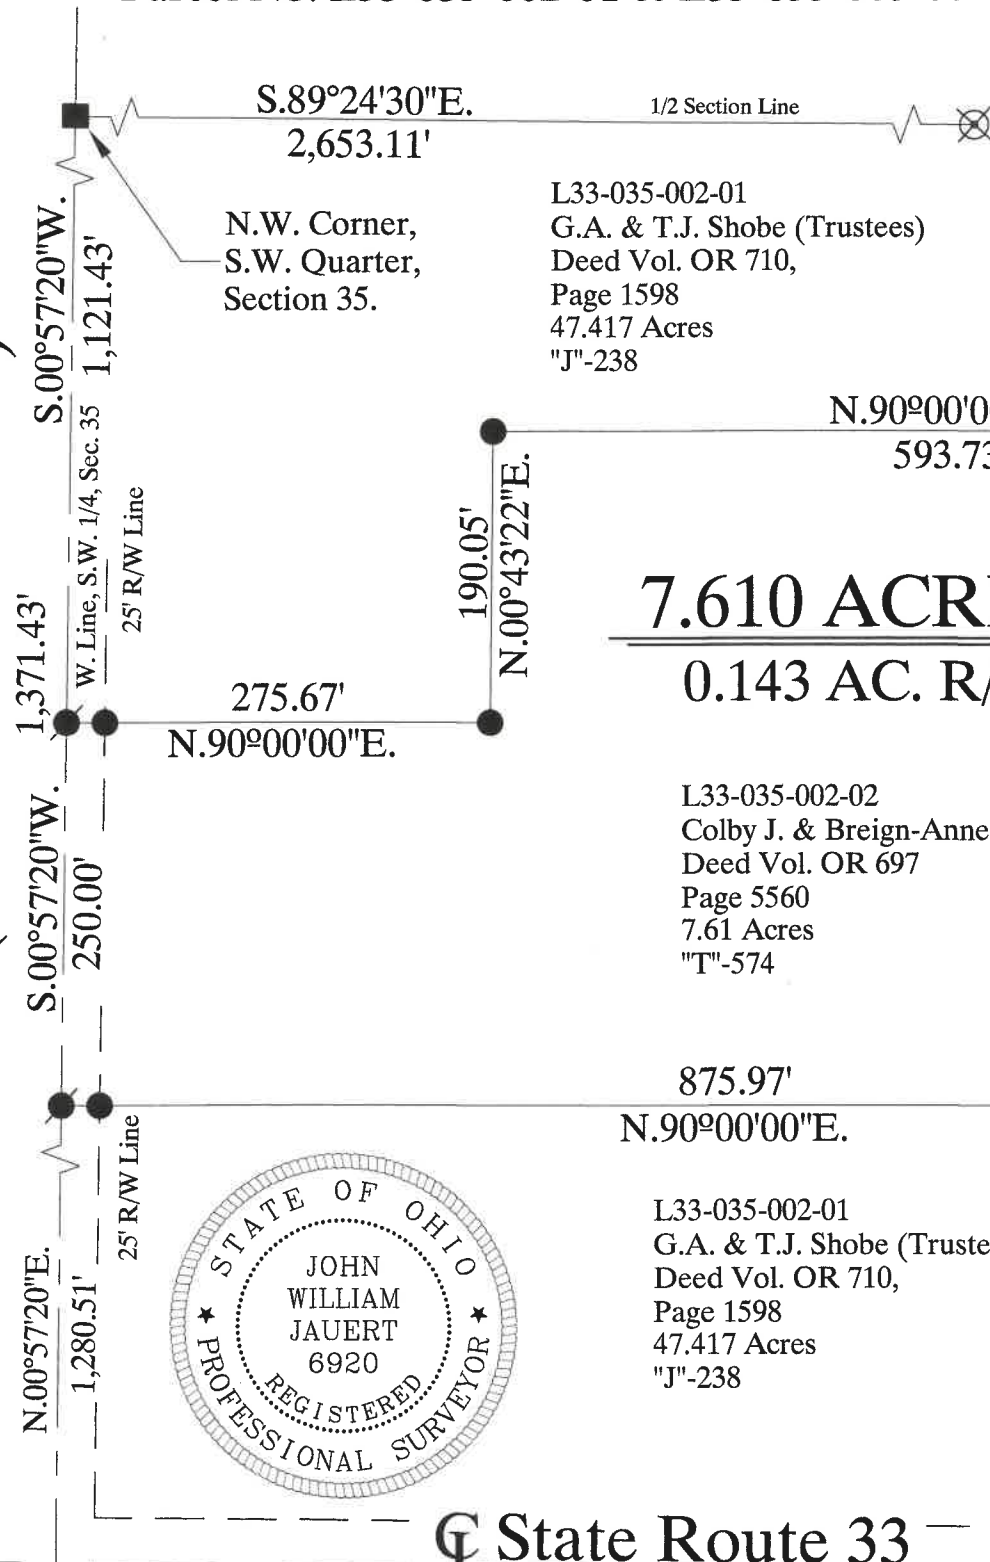 S.89°24'30"E.
1/2 Section Line
2,653.11'
N.W. Corner,
S.W. Quarter,
Section 35.
L33-035-002-01
G.A. & T.J. Shobe (Trustees)
Deed Vol. OR 710,
Page 1598
47.417 Acres
"J"-238
S.00°57'20"W.
1,121.43'
W. Line, S.W. 1/4, Sec. 35
25' R/W Line
1,371.43'
N.90º00'0
593.73
190.05'
N.00°43'22"E.
7.610 ACR
0.143 AC. R/
275.67'
N.90º00'00"E.
S.00°57'20"W.
250.00'
L33-035-002-02
Colby J. & Breign-Anne
Deed Vol. OR 697
Page 5560
7.61 Acres
"T"-574
875.97'
N.90º00'00"E.
25' R/W Line
N.00°57'20"E.
1,280.51'
STATE OF OHIO
JOHN
WILLIAM
JAUERT
6920
REGISTERED
★ PROFESSIONAL SURVEYOR ★
L33-035-002-01
G.A. & T.J. Shobe (Truste
Deed Vol. OR 710,
Page 1598
47.417 Acres
"J"-238
℄ State Route 33